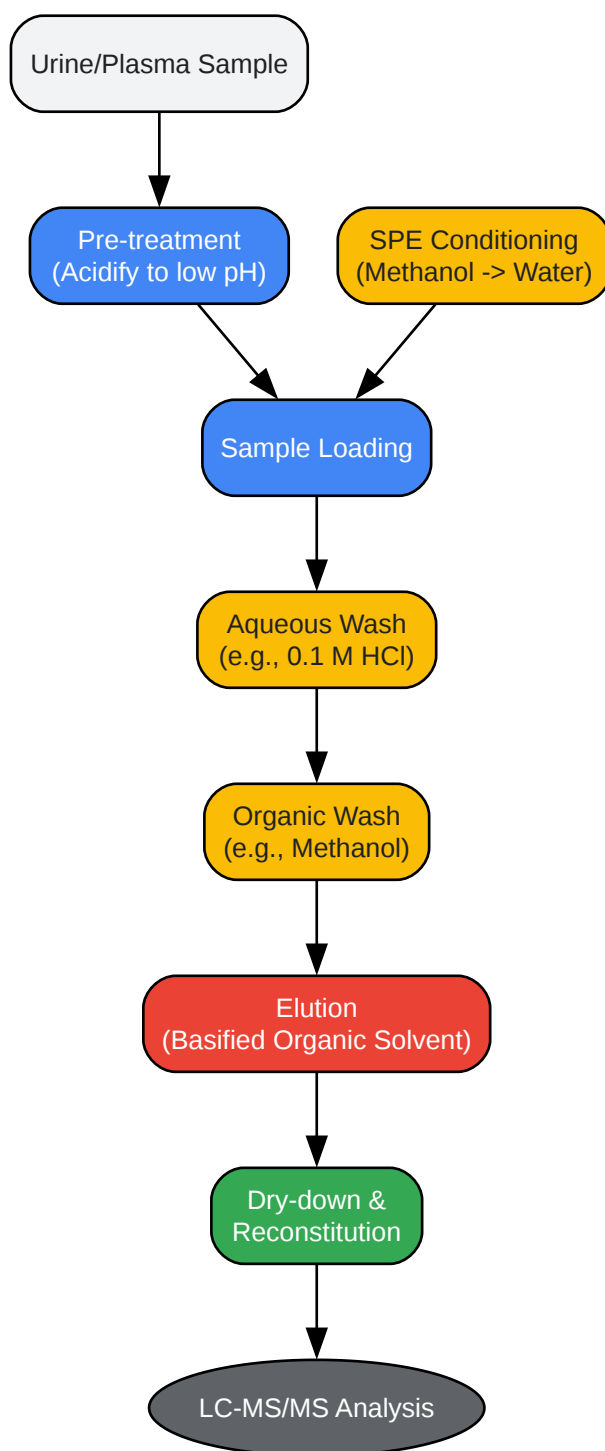 Urine/Plasma Sample
Pre-treatment
(Acidify to low pH)
SPE Conditioning
(Methanol -> Water)
Sample Loading
Aqueous Wash
(e.g., 0.1 M HCl)
Organic Wash
(e.g., Methanol)
Elution
(Basified Organic Solvent)
Dry-down &
Reconstitution
LC-MS/MS Analysis